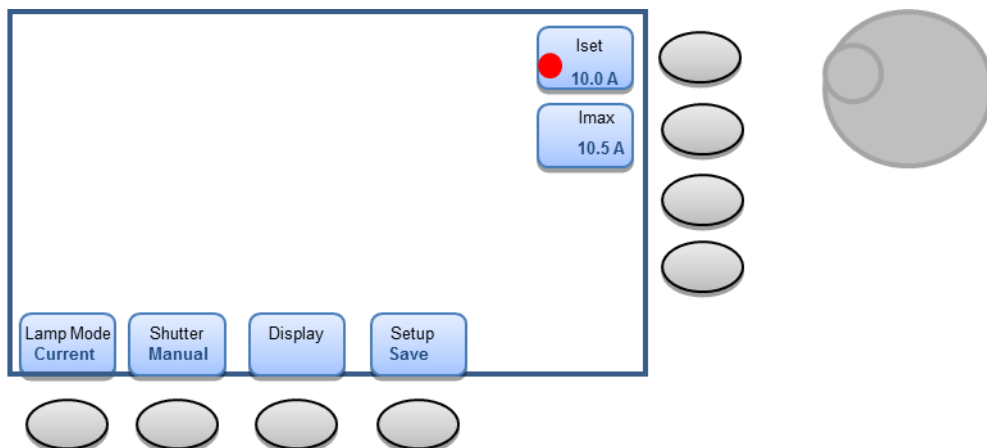 Iset
10.0 A
Imax
10.5 A
Lamp Mode
Current
Shutter
Manual
Display
Setup
Save